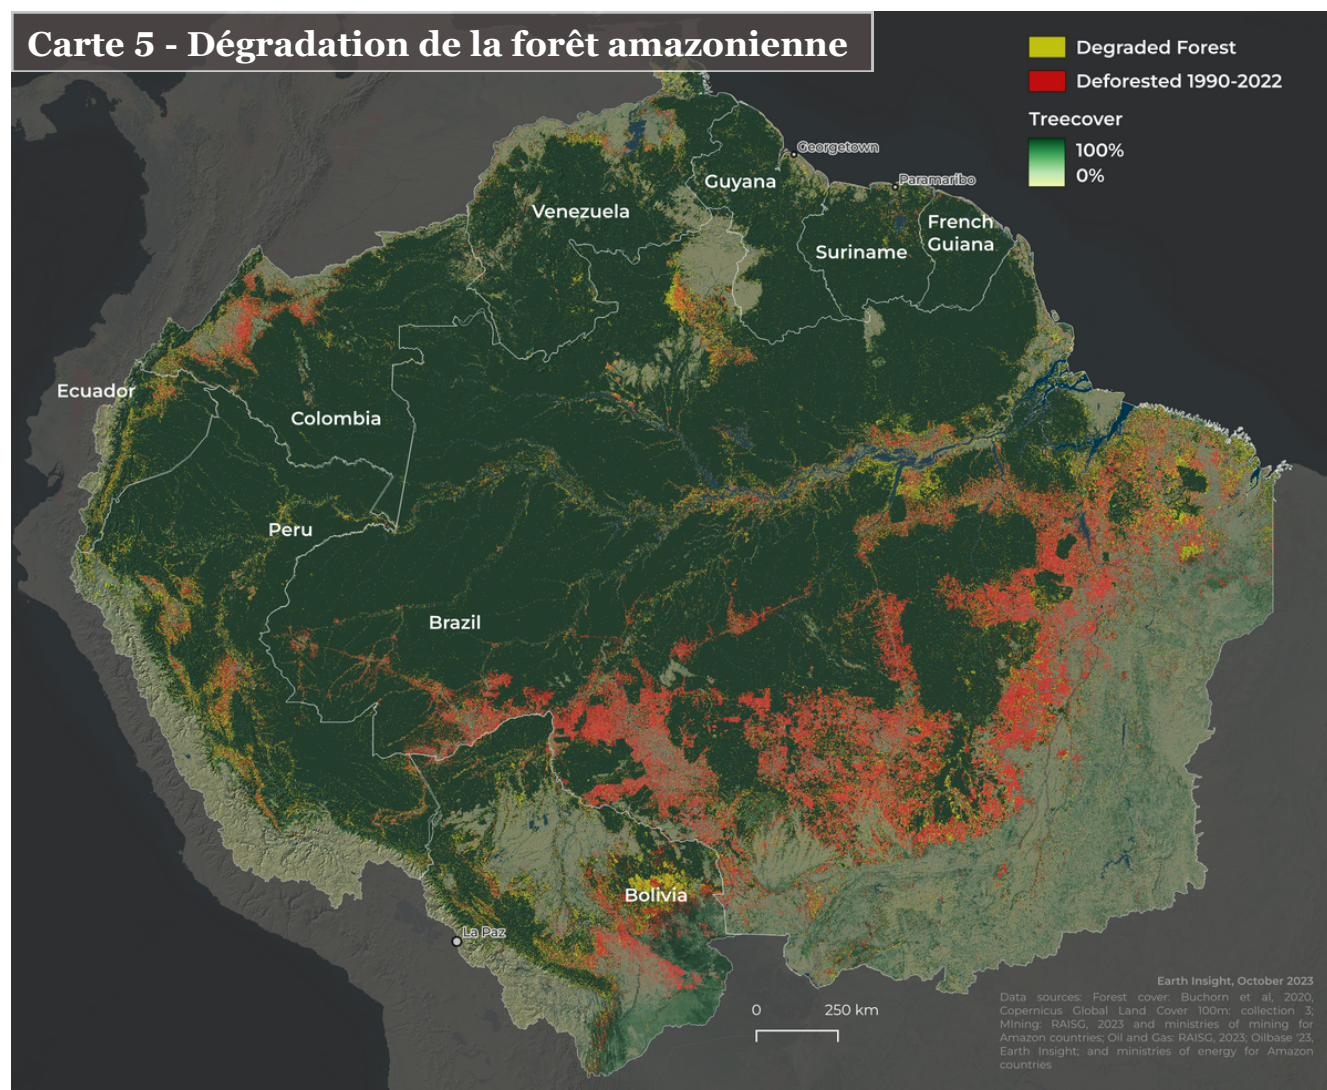 Carte 5 - Dégradation de la forêt amazonienne
Degraded Forest
Deforested 1990-2022
Treecover
100%
0%
Georgetown
Paramaribo
Guyana
Venezuela
French
Guiana
Suriname
Ecuador
Colombia
Peru
Brazil
Bolivia
La Paz
0 250 km
Earth Insight, October 2023
Data sources: Forest cover: Buchorn et al, 2020,
Copernicus Global Land Cover 100m: collection 3;
MIning: RAISG, 2023 and ministries of mining for
Amazon countries; Oil and Gas: RAISG, 2023; Oilbase '23,
Earth Insight; and ministries of energy for Amazon
countries